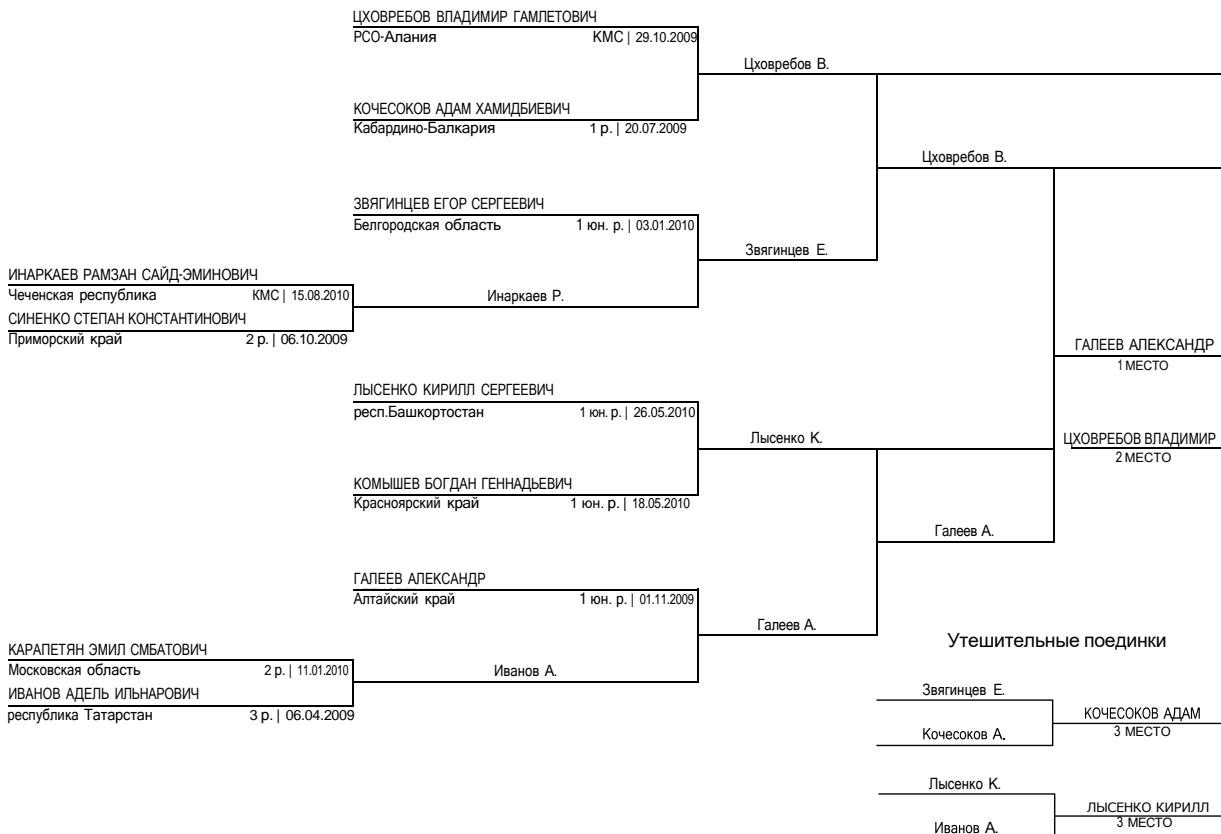 ЦХОВРЕБОВ ВЛАДИМИР ГАМЛЕТОВИЧ
РСО-Алания КМС | 29.10.2009
Цховребов В.
КОЧЕСОКОВ АДАМ ХАМИДБИЕВИЧ
Кабардино-Балкария 1 р. | 20.07.2009
Цховребов В.
ЗВЯГИНЦЕВ ЕГОР СЕРГЕЕВИЧ
Белгородская область 1 юн. р. | 03.01.2010
Звягинцев Е.
ИНАРКАЕВ РАМЗАН САЙД-ЭМИНОВИЧ
Чеченская республика КМС | 15.08.2010
Инаркаев Р.
СИНЕНКО СТЕПАН КОНСТАНТИНОВИЧ
Приморский край 2 р. | 06.10.2009
ГАЛЕЕВ АЛЕКСАНДР
1 МЕСТО
ЛЫСЕНКО КИРИЛЛ СЕРГЕЕВИЧ
респ.Башкортостан 1 юн. р. | 26.05.2010
Лысенко К.
ЦХОВРЕБОВ ВЛАДИМИР
2 МЕСТО
КОМЫШЕВ БОГДАН ГЕННАДЬЕВИЧ
Красноярский край 1 юн. р. | 18.05.2010
Галеев А.
ГАЛЕЕВ АЛЕКСАНДР
Алтайский край 1 юн. р. | 01.11.2009
Галеев А.
КАРАПЕТЯН ЭМИЛ СМБАТОВИЧ
Московская область 2 р. | 11.01.2010
Иванов А.
ИВАНОВ АДЕЛЬ ИЛЬНАРОВИЧ
республика Татарстан 3 р. | 06.04.2009
Утешительные поединки
Звягинцев Е.
КОЧЕСОКОВ АДАМ
3 МЕСТО
Кочесоков А.
Лысенко К.
ЛЫСЕНКО КИРИЛЛ
3 МЕСТО
Иванов А.